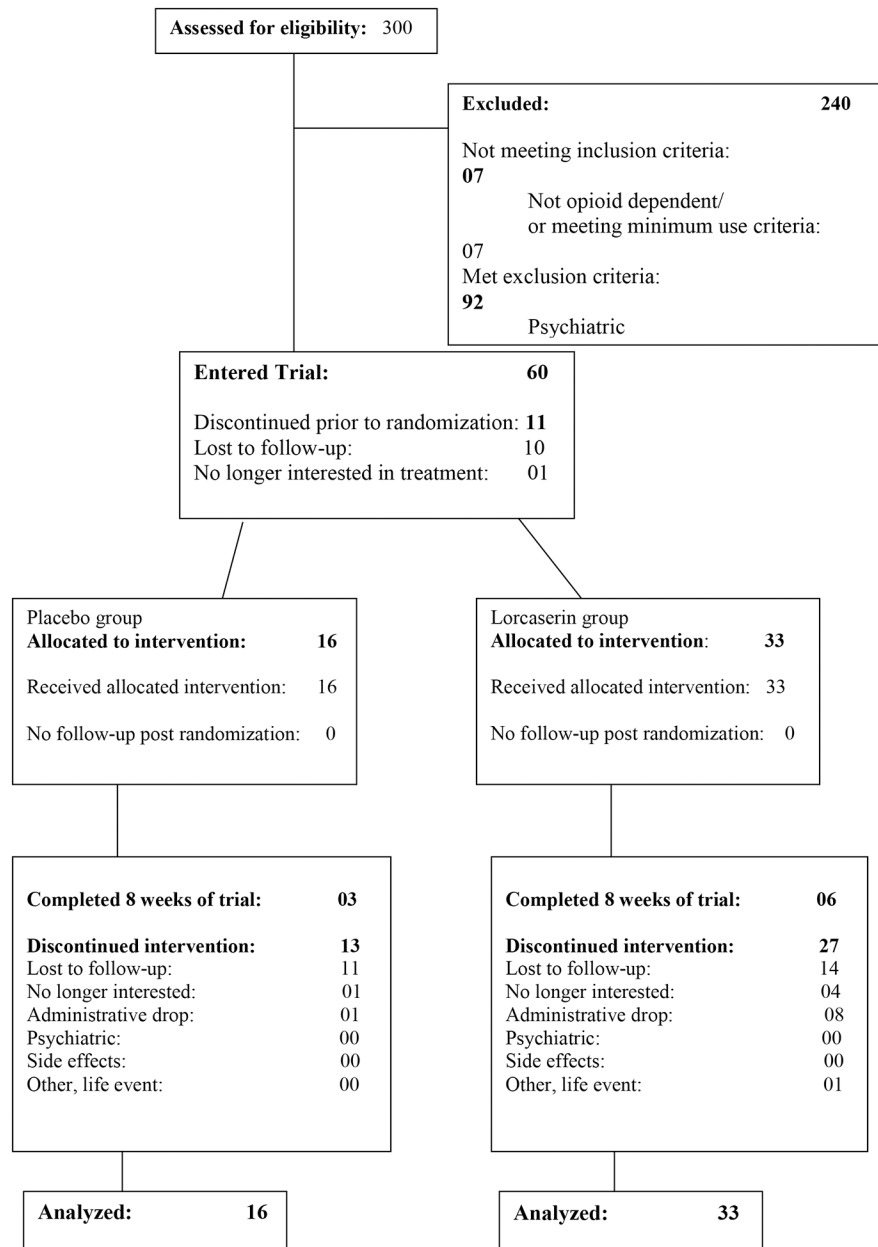 Assessed for eligibility: 300
Excluded: 240
Not meeting inclusion criteria:
07
Not opioid dependent/
or meeting minimum use criteria:
07
Met exclusion criteria:
92
Psychiatric
Entered Trial: 60
Discontinued prior to randomization: 11
Lost to follow-up: 10
No longer interested in treatment: 01
Placebo group
Allocated to intervention: 16
Received allocated intervention: 16
No follow-up post randomization: 0
Lorcaserin group
Allocated to intervention: 33
Received allocated intervention: 33
No follow-up post randomization: 0
Completed 8 weeks of trial: 03
Discontinued intervention: 13
Lost to follow-up: 11
No longer interested: 01
Administrative drop: 01
Psychiatric: 00
Side effects: 00
Other, life event: 00
Completed 8 weeks of trial: 06
Discontinued intervention: 27
Lost to follow-up: 14
No longer interested: 04
Administrative drop: 08
Psychiatric: 00
Side effects: 00
Other, life event: 01
Analyzed: 16
Analyzed: 33